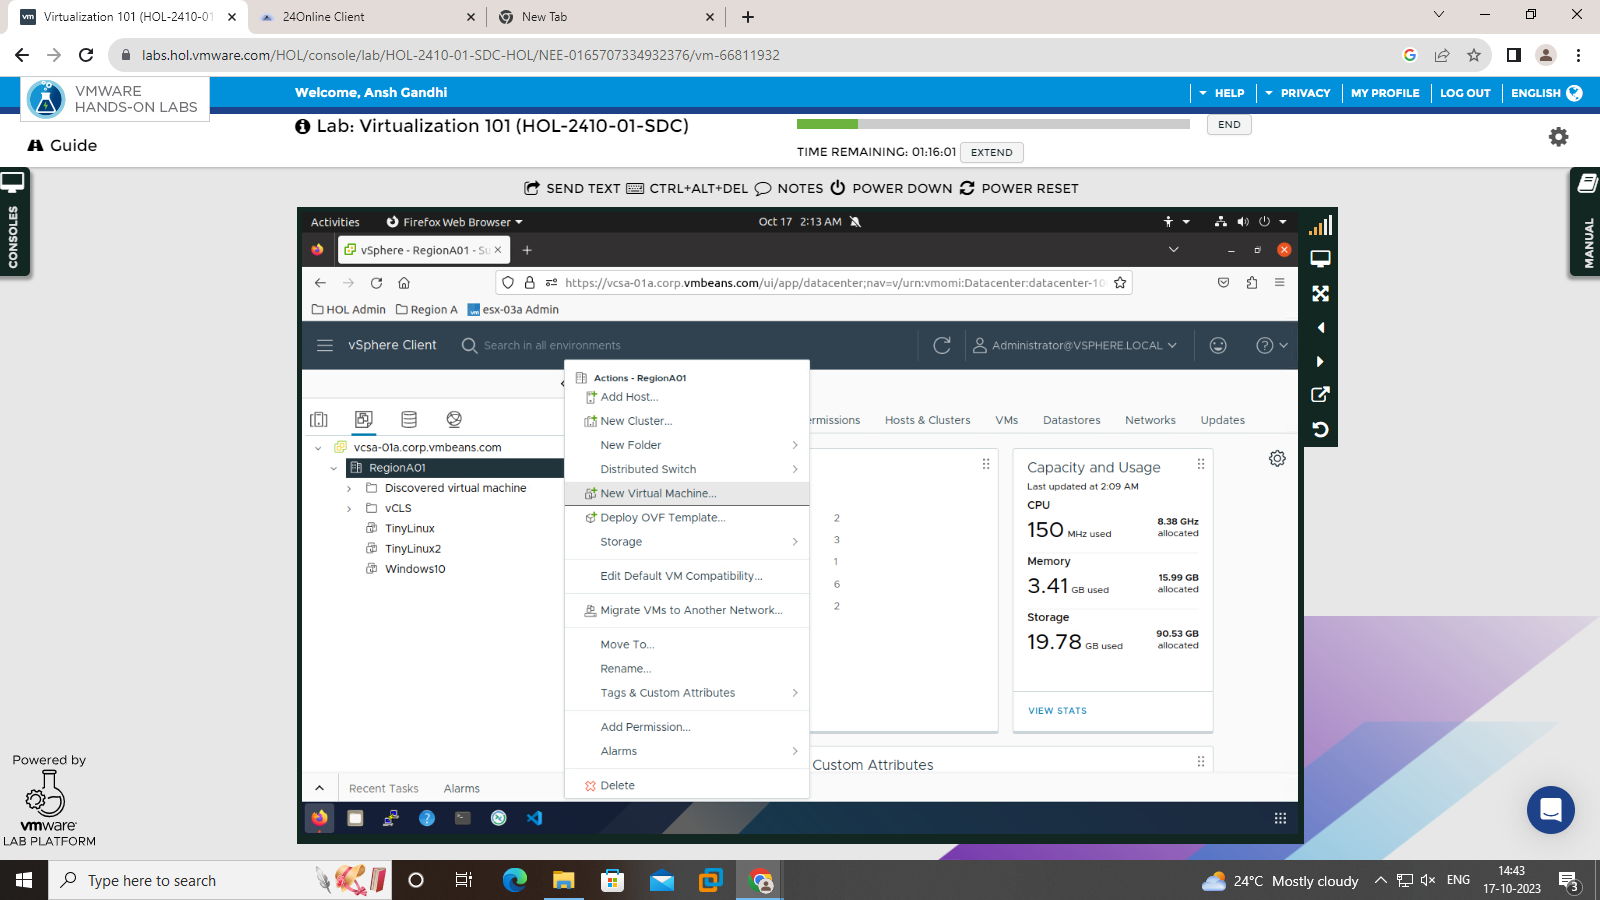 Virtualization 101 (HOL-2410-01
24Online Client
New Tab
labs.hol.vmware.com/HOL/console/lab/HOL-2410-01-SDC-HOL/NEE-0165707334932376/vm-66811932
VMWARE
HANDS-ON LABS
Welcome, Ansh Gandhi
HELP
PRIVACY
MY PROFILE
LOG OUT
ENGLISH
Lab: Virtualization 101 (HOL-2410-01-SDC)
END
Guide
TIME REMAINING: 01:16:01
EXTEND
CONSOLES
MANUAL
SEND TEXT
CTRL+ALT+DEL
NOTES
POWER DOWN
POWER RESET
Activities
Firefox Web Browser
Oct 17 2:13 AM
vSphere - RegionA01 - Su
https://vcsa-01a.corp.vmbeans.com/ui/app/datacenter;nav=v/urn:vmomi:Datacenter:datacenter-10
HOL Admin
Region A
vm esx-03a Admin
vSphere Client
Search in all environments
Administrator@VSPHERE.LOCAL
Actions - RegionA01
Add Host...
New Cluster...
New Folder
Distributed Switch
New Virtual Machine...
Deploy OVF Template...
Storage
Edit Default VM Compatibility...
Migrate VMs to Another Network...
Move To...
Rename...
Tags & Custom Attributes
Add Permission...
Alarms
Delete
rmissions
Hosts & Clusters
VMs
Datastores
Networks
Updates
vcsa-01a.corp.vmbeans.com
RegionA01
Discovered virtual machine
vCLS
TinyLinux
TinyLinux2
Windows10
2
3
1
6
2
Capacity and Usage
Last updated at 2:09 AM
CPU
150 MHz used
8.38 GHz
allocated
Memory
3.41 GB used
15.99 GB
allocated
Storage
19.78 GB used
90.53 GB
allocated
VIEW STATS
Custom Attributes
Recent Tasks
Alarms
Powered by
vmware
LAB PLATFORM
Type here to search
24°C Mostly cloudy
ENG
14:43
17-10-2023
3